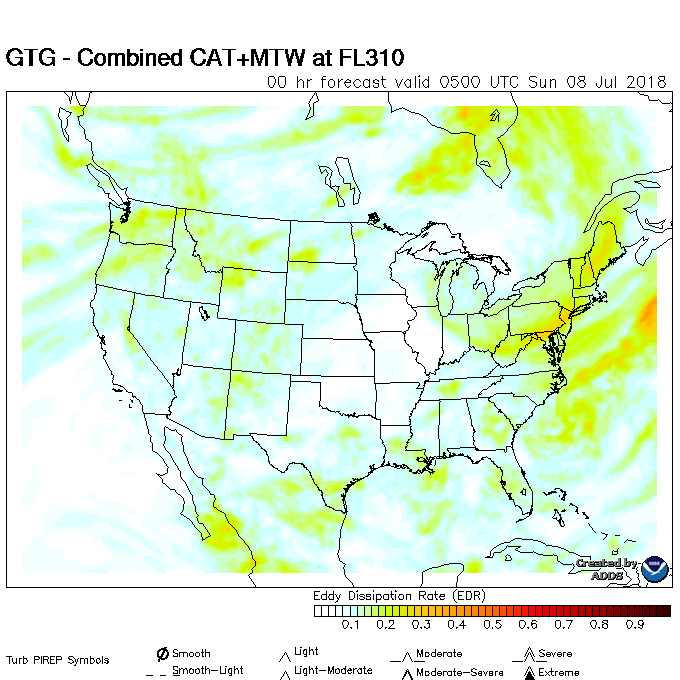 GTG - Combined CAT+MTW at FL310
00 hr forecast valid 0500 UTC Sun 08 Jul 2018
Created by
ADDS
Eddy Dissipation Rate (EDR)
0.1 0.2 0.3 0.4 0.5 0.6 0.7 0.8 0.9
Turb PIREP Symbols
Smooth Light Moderate Severe
Smooth-Light Light-Moderate Moderate-Severe Extreme